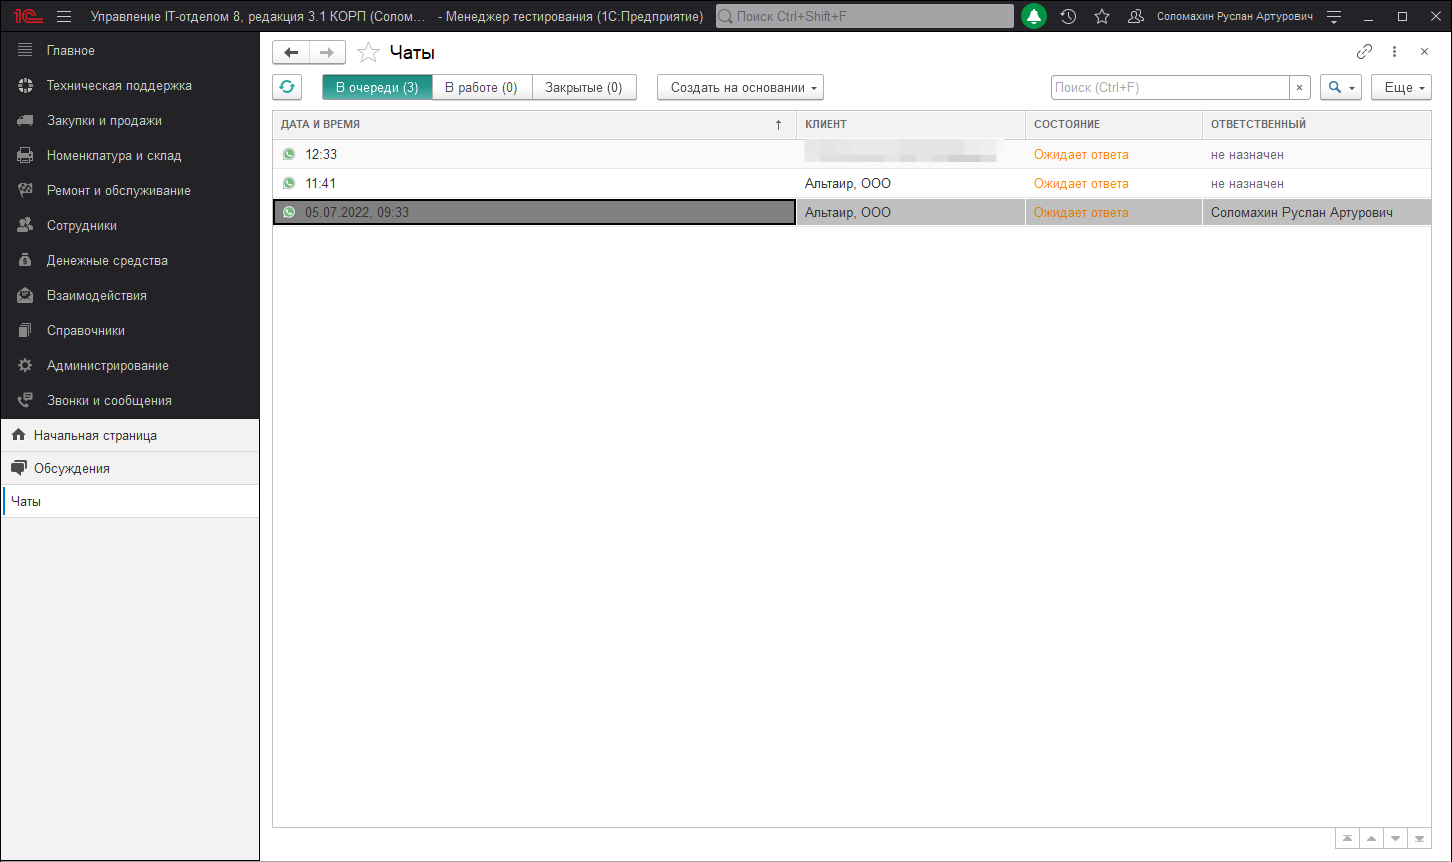 1С Управление IT-отделом 8, редакция 3.1 КОРП (Солом... - Менеджер тестирования (1С:Предприятие) Поиск Ctrl+Shift+F Соломахин Руслан Артурович
Главное
Техническая поддержка
Закупки и продажи
Номенклатура и склад
Ремонт и обслуживание
Сотрудники
Денежные средства
Взаимодействия
Справочники
Администрирование
Звонки и сообщения
Начальная страница
Обсуждения
Чаты
Чаты
В очереди (3) В работе (0) Закрытые (0) Создать на основании Поиск (Ctrl+F) × Еще
ДАТА И ВРЕМЯ ↑ КЛИЕНТ СОСТОЯНИЕ ОТВЕТСТВЕННЫЙ
12:33 Ожидает ответа не назначен
11:41 Альтаир, ООО Ожидает ответа не назначен
05.07.2022, 09:33 Альтаир, ООО Ожидает ответа Соломахин Руслан Артурович